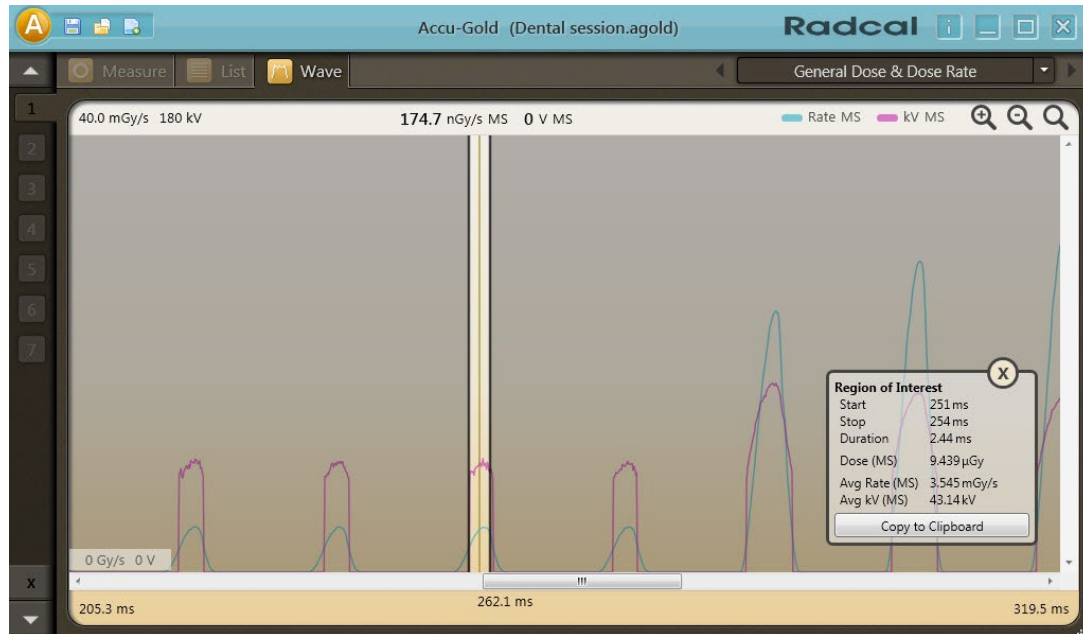 A
Accu-Gold (Dental session.agold)
Radcal
i
Measure
List
Wave
General Dose & Dose Rate
1
2
3
4
5
6
7
X
40.0 mGy/s 180 kV
174.7 nGy/s MS 0 V MS
Rate MS
kV MS
X
Region of Interest
Start 251 ms
Stop 254 ms
Duration 2.44 ms
Dose (MS) 9.439 µGy
Avg Rate (MS) 3.545 mGy/s
Avg kV (MS) 43.14 kV
Copy to Clipboard
0 Gy/s 0 V
205.3 ms
262.1 ms
319.5 ms